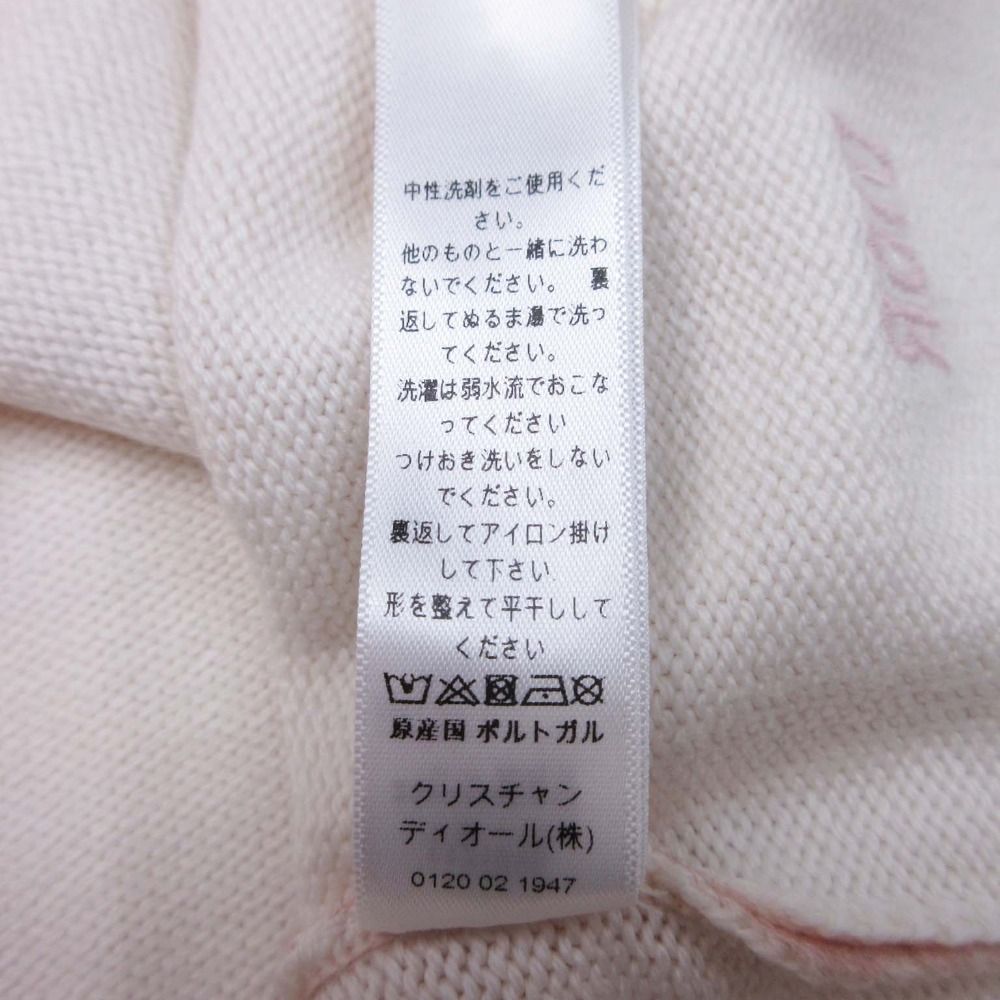 中性洗剤をご使用くだ
さい。
他のものと一緒に洗わ
ないでください。 裏
返してぬるま湯で洗っ
てください。
洗濯は弱水流でおこな
ってください
つけおき洗いをしない
でください。
裏返してアイロン掛け
して下さい
形を整えて平干しして
ください
原産国 ポルトガル
クリスチャン
ディオール(株)
0120 02 1947